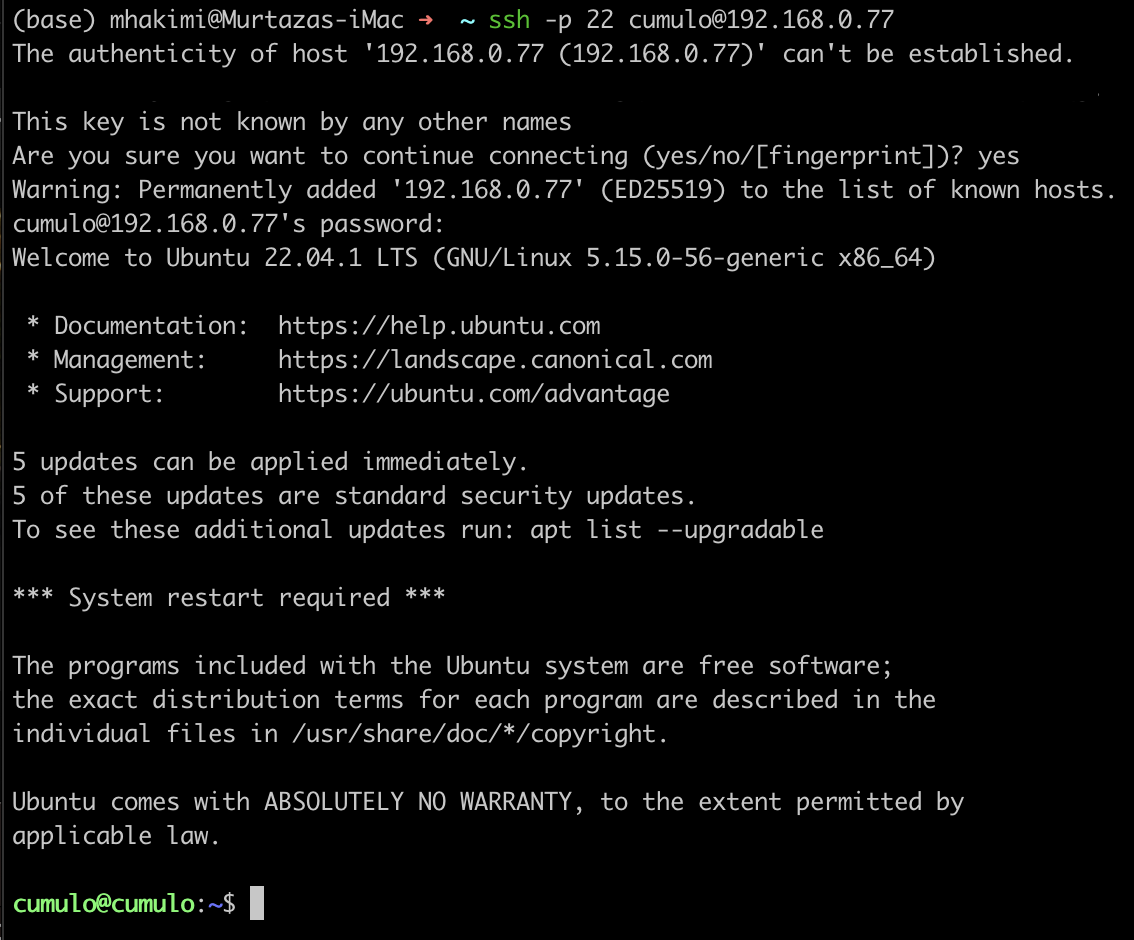 (base) mhakimi@Murtazas-iMac ➜  ~ ssh -p 22 cumulo@192.168.0.77
The authenticity of host '192.168.0.77 (192.168.0.77)' can't be established.
This key is not known by any other names
Are you sure you want to continue connecting (yes/no/[fingerprint])? yes
Warning: Permanently added '192.168.0.77' (ED25519) to the list of known hosts.
cumulo@192.168.0.77's password:
Welcome to Ubuntu 22.04.1 LTS (GNU/Linux 5.15.0-56-generic x86_64)
 * Documentation:  https://help.ubuntu.com
 * Management:     https://landscape.canonical.com
 * Support:        https://ubuntu.com/advantage
5 updates can be applied immediately.
5 of these updates are standard security updates.
To see these additional updates run: apt list --upgradable
*** System restart required ***
The programs included with the Ubuntu system are free software;
the exact distribution terms for each program are described in the
individual files in /usr/share/doc/*/copyright.
Ubuntu comes with ABSOLUTELY NO WARRANTY, to the extent permitted by
applicable law.
cumulo@cumulo:~$